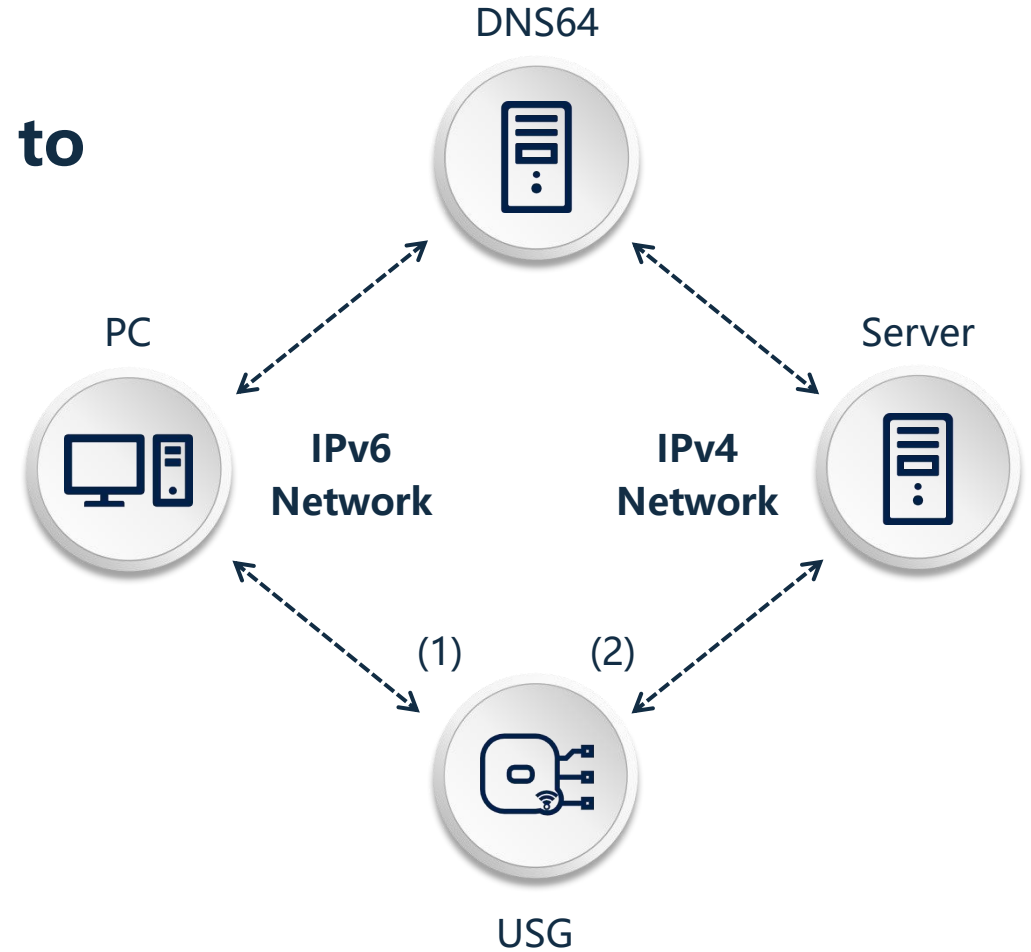 DNS64
to
PC
Server
IPv6
Network
IPv4
Network
(1)
(2)
USG